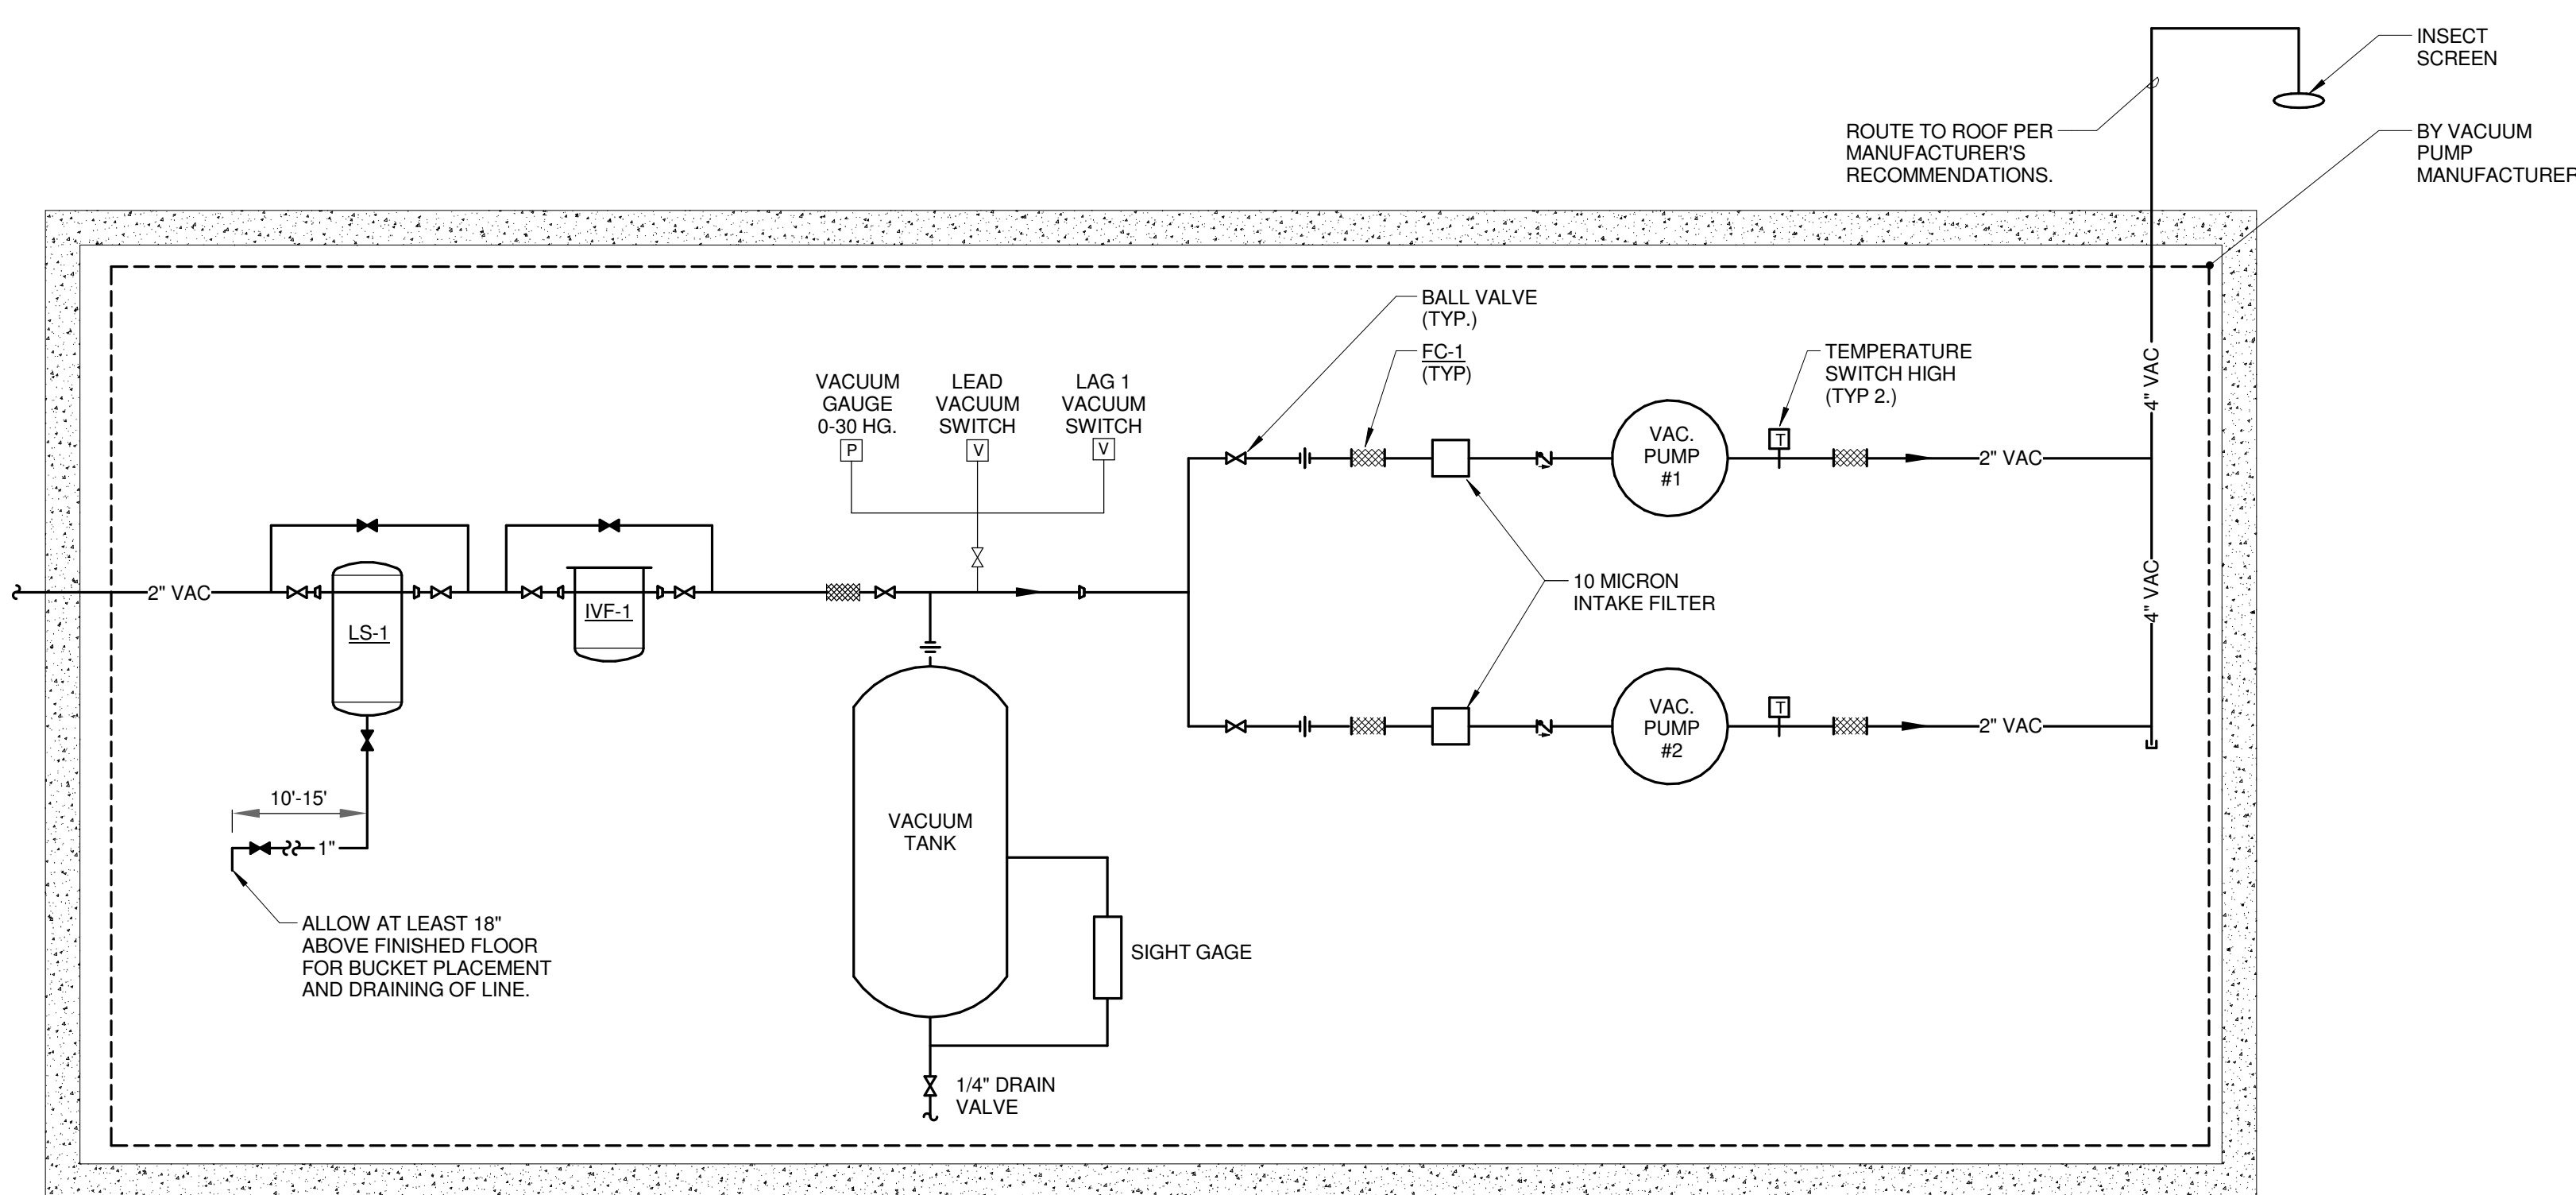 INSECT
SCREEN
ROUTE TO ROOF PER
MANUFACTURER'S
RECOMMENDATIONS.
BY VACUUM
PUMP
MANUFACTURER
BALL VALVE
(TYP.)
FC-1
(TYP)
TEMPERATURE
SWITCH HIGH
(TYP 2.)
4" VAC
VACUUM
GAUGE
0-30 HG.
P
LEAD
VACUUM
SWITCH
V
LAG 1
VACUUM
SWITCH
V
VAC.
PUMP
#1
T
2" VAC
2" VAC
LS-1
IVF-1
10 MICRON
INTAKE FILTER
4" VAC
VAC.
PUMP
#2
T
2" VAC
10'-15'
1"
VACUUM
TANK
ALLOW AT LEAST 18"
ABOVE FINISHED FLOOR
FOR BUCKET PLACEMENT
AND DRAINING OF LINE.
SIGHT GAGE
1/4" DRAIN
VALVE